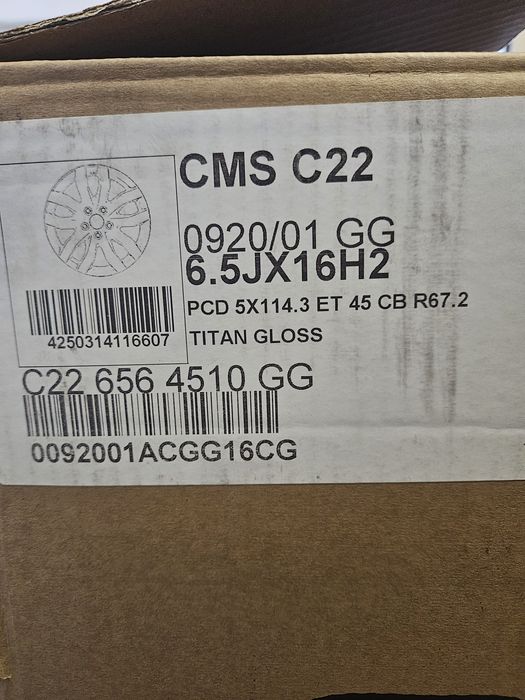 CMS C22
0920/01 GG
6.5JX16H2
PCD 5X114.3 ET 45 CB R67.2
TITAN GLOSS
4250314116607
C22 656 4510 GG
0092001ACGG16CG